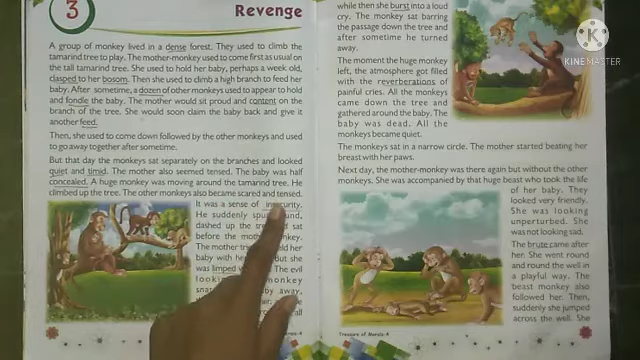 3
Revenge
A group of monkey lived in a dense forest. They used to climb the
tamarind tree to play. The mother-monkey used to come first as usual on
the tall tamarind tree. She used to hold her baby, perhaps a week old,
clasped to her bosom. Then she used to climb a high branch to feed her
baby. After sometime, a dozen of other monkeys used to appear to hold
and fondle the baby. The mother would sit proud and content on the
branch of the tree. She would soon claim the baby back and give it
another feed.
Then, she used to come down followed by the other monkeys and used
to go away together after sometime.
But that day the monkeys sat separately on the branches and looked
quiet and timid. The mother also seemed tensed. The baby was half
concealed. A huge monkey was moving around the tamarind tree. He
climbed up the tree. The other monkeys also became scared and tensed.
It was a sense of insecurity.
He suddenly
dashed up the sat
before the
The mother her
baby with she
was limped The evil
away,
all
while then she burst into a loud
cry. The monkey sat barring
the passage down the tree and
after sometime he turned
away.
The moment the huge monkey
left, the atmosphere got
filled with the reverberations of
painful cries. All the monkeys
came down the tree and
gathered around the baby. The
baby was dead. All the
monkeys became quiet.
The monkeys sat in a narrow circle. The mother started beating her
breast with her paws.
Next day, the mother-monkey was there again but without the other
monkeys. She was accompanied by that huge beast who took the life
of her baby. They
looked very friendly.
She was looking
unperturbed. She
was not looking sad.
The brute came after
her. She went round
and round the well in
a playful way. The
beast monkey also
followed her. Then,
suddenly she jumped
across the well. She
Treasure of Morals-4
KINEMASTER